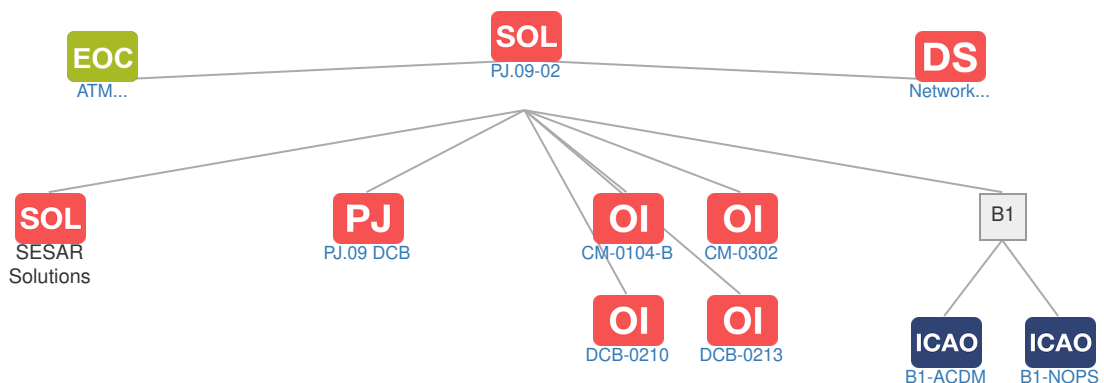 SOL
PJ.09-02
EOC
ATM...
DS
Network...
SOL
SESAR
Solutions
PJ
PJ.09 DCB
OI
CM-0104-B
OI
CM-0302
B1
OI
DCB-0210
OI
DCB-0213
ICAO
B1-ACDM
ICAO
B1-NOPS